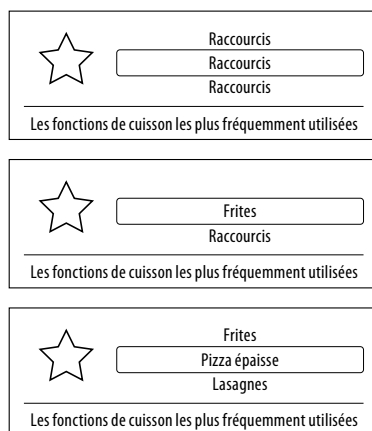 Raccourcis
Raccourcis
Raccourcis
Les fonctions de cuisson les plus fréquemment utilisées
Frites
Raccourcis
Les fonctions de cuisson les plus fréquemment utilisées
Frites
Pizza épaisse
Lasagnes
Les fonctions de cuisson les plus fréquemment utilisées